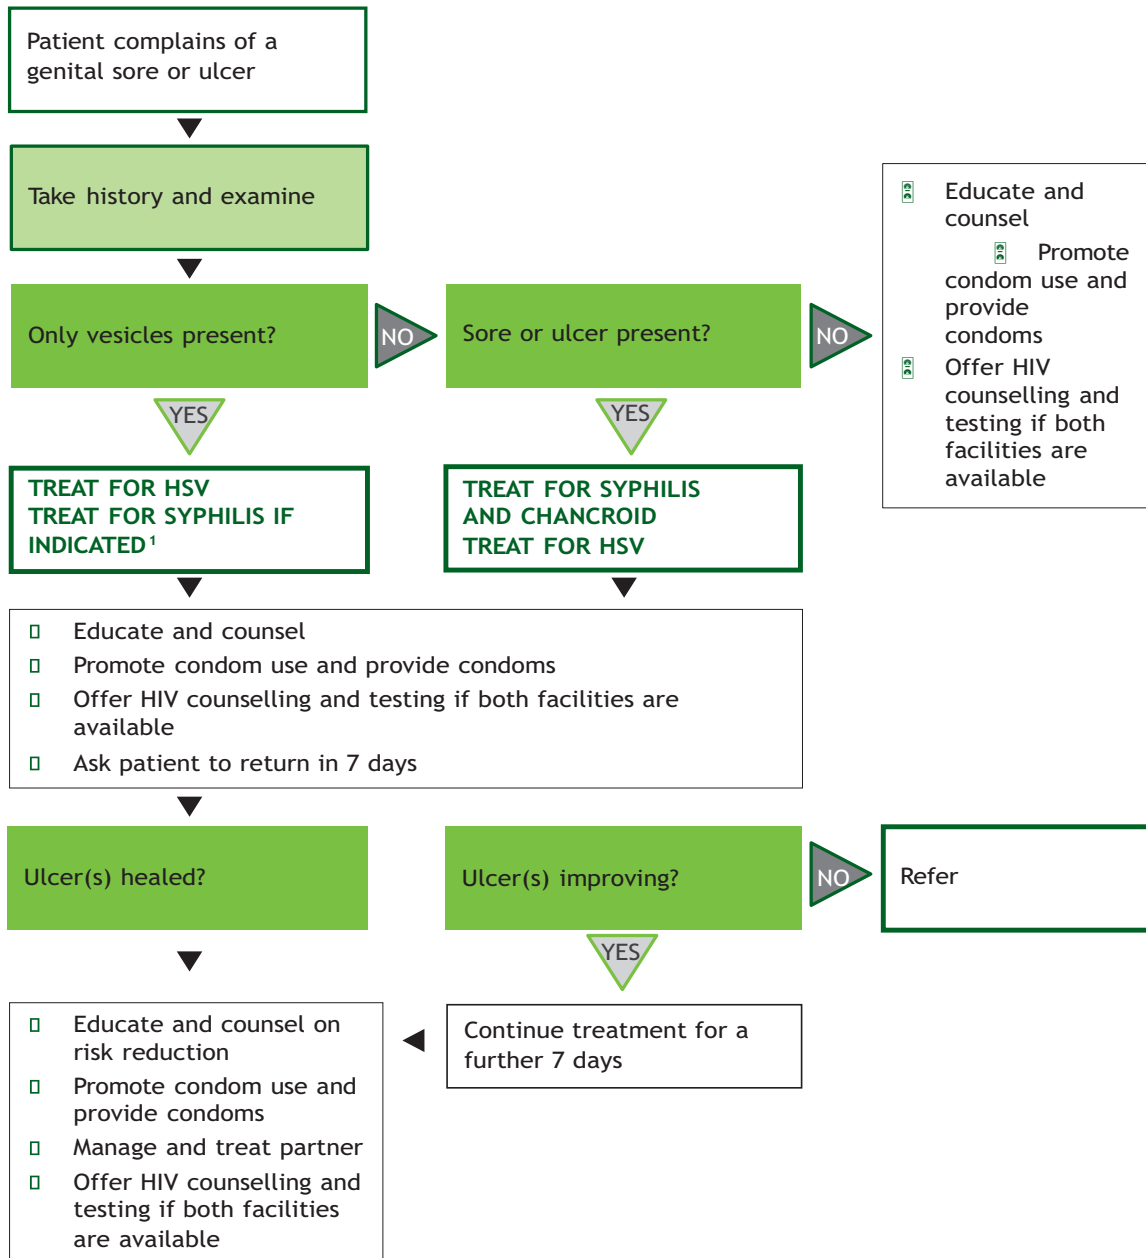 Patient complains of a
genital sore or ulcer
Take history and examine
Only vesicles present?
NO
Sore or ulcer present?
NO
Educate and
counsel
Promote
condom use and
provide
condoms
Offer HIV
counselling and
testing if both
facilities are
available
YES
YES
TREAT FOR HSV
TREAT FOR SYPHILIS IF
INDICATED¹
TREAT FOR SYPHILIS
AND CHANCROID
TREAT FOR HSV
Educate and counsel
Promote condom use and provide condoms
Offer HIV counselling and testing if both facilities are
available
Ask patient to return in 7 days
Ulcer(s) healed?
Ulcer(s) improving?
NO
Refer
YES
Continue treatment for a
further 7 days
Educate and counsel on
risk reduction
Promote condom use and
provide condoms
Manage and treat partner
Offer HIV counselling and
testing if both facilities
are available